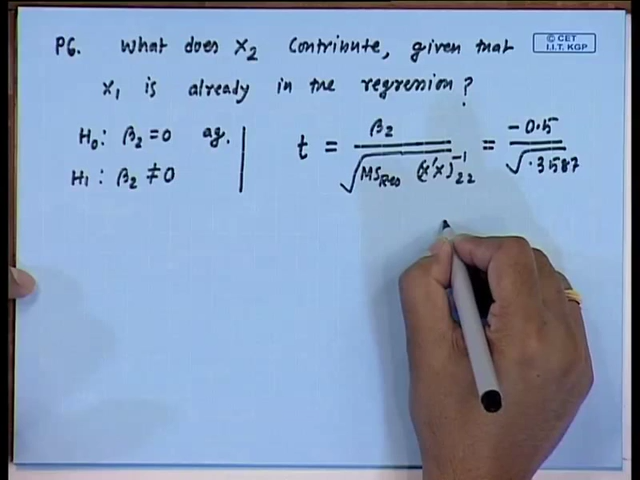 P6. What does X₂ contribute, given that
© CET
I.I.T. KGP
X₁ is already in the regression?
H₀: β₂ = 0 ag.
H₁: β₂ ≠ 0
t = β₂ / √(MS_Res (X'X)⁻¹₂₂) = -0.5 / √.3587